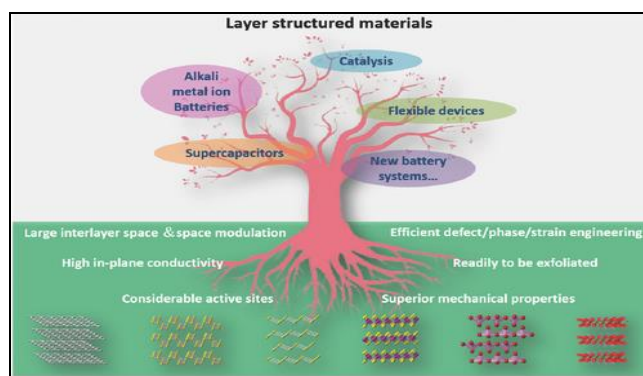 Layer structured materials
Catalysis
Alkali
metal ion
Batteries
Flexible devices
Supercapacitors
New battery
systems...
Large interlayer space & space modulation
Efficient defect/phase/strain engineering
High in-plane conductivity
Readily to be exfoliated
Considerable active sites
Superior mechanical properties